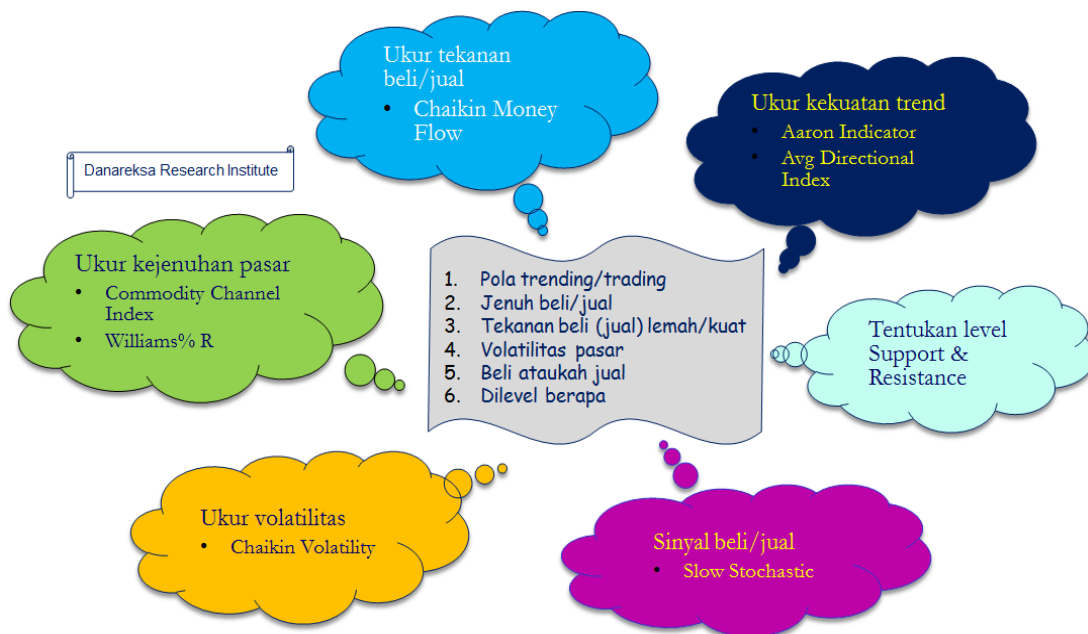 Ukur tekanan
beli/jual
• Chaikin Money
Flow
Ukur kekuatan trend
• Aaron Indicator
• Avg Directional
Index
Danareksa Research Institute
Ukur kejenuhan pasar
• Commodity Channel
Index
• Williams% R
1. Pola trending/trading
2. Jenuh beli/jual
3. Tekanan beli (jual) lemah/kuat
4. Volatilitas pasar
5. Beli ataukah jual
6. Dilevel berapa
Tentukan level
Support &
Resistance
Ukur volatilitas
• Chaikin Volatility
Sinyal beli/jual
• Slow Stochastic